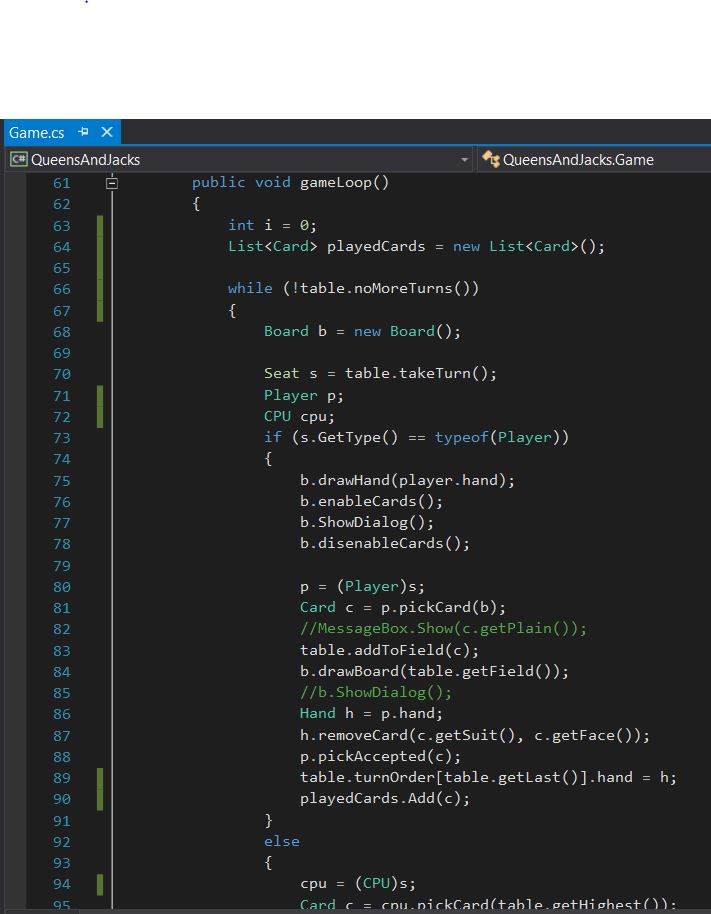 Game.cs
C# QueensAndJacks QueensAndJacks.Game
61 public void gameLoop()
62 {
63 int i = 0;
64 List<Card> playedCards = new List<Card>();
65
66 while (!table.noMoreTurns())
67 {
68 Board b = new Board();
69
70 Seat s = table.takeTurn();
71 Player p;
72 CPU cpu;
73 if (s.GetType() == typeof(Player))
74 {
75 b.drawHand(player.hand);
76 b.enableCards();
77 b.ShowDialog();
78 b.disenableCards();
79
80 p = (Player)s;
81 Card c = p.pickCard(b);
82 //MessageBox.Show(c.getPlain());
83 table.addToField(c);
84 b.drawBoard(table.getField());
85 //b.ShowDialog();
86 Hand h = p.hand;
87 h.removeCard(c.getSuit(), c.getFace());
88 p.pickAccepted(c);
89 table.turnOrder[table.getLast()].hand = h;
90 playedCards.Add(c);
91 }
92 else
93 {
94 cpu = (CPU)s;
95 Card c = cpu.pickCard(table.getHighest());